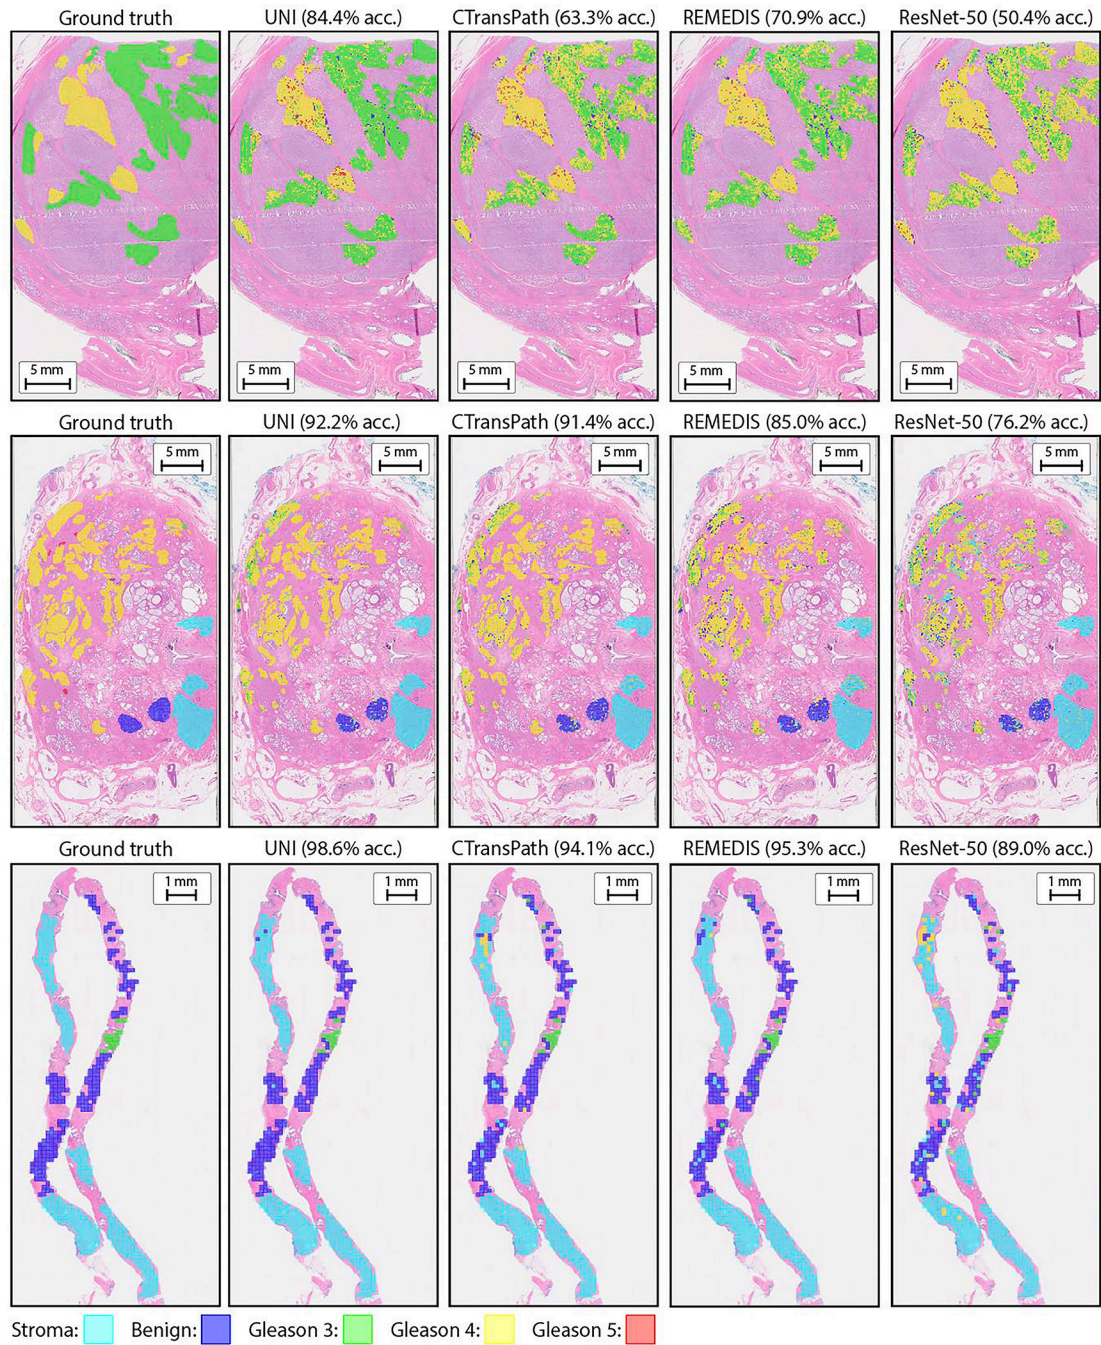 Ground truth UNI (84.4% acc.) CTransPath (63.3% acc.) REMEDIS (70.9% acc.) ResNet-50 (50.4% acc.)
5 mm 5 mm 5 mm 5 mm 5 mm
Ground truth UNI (92.2% acc.) CTransPath (91.4% acc.) REMEDIS (85.0% acc.) ResNet-50 (76.2% acc.)
5 mm 5 mm 5 mm 5 mm 5 mm
Ground truth UNI (98.6% acc.) CTransPath (94.1% acc.) REMEDIS (95.3% acc.) ResNet-50 (89.0% acc.)
1 mm 1 mm 1 mm 1 mm 1 mm
Stroma: Benign: Gleason 3: Gleason 4: Gleason 5: